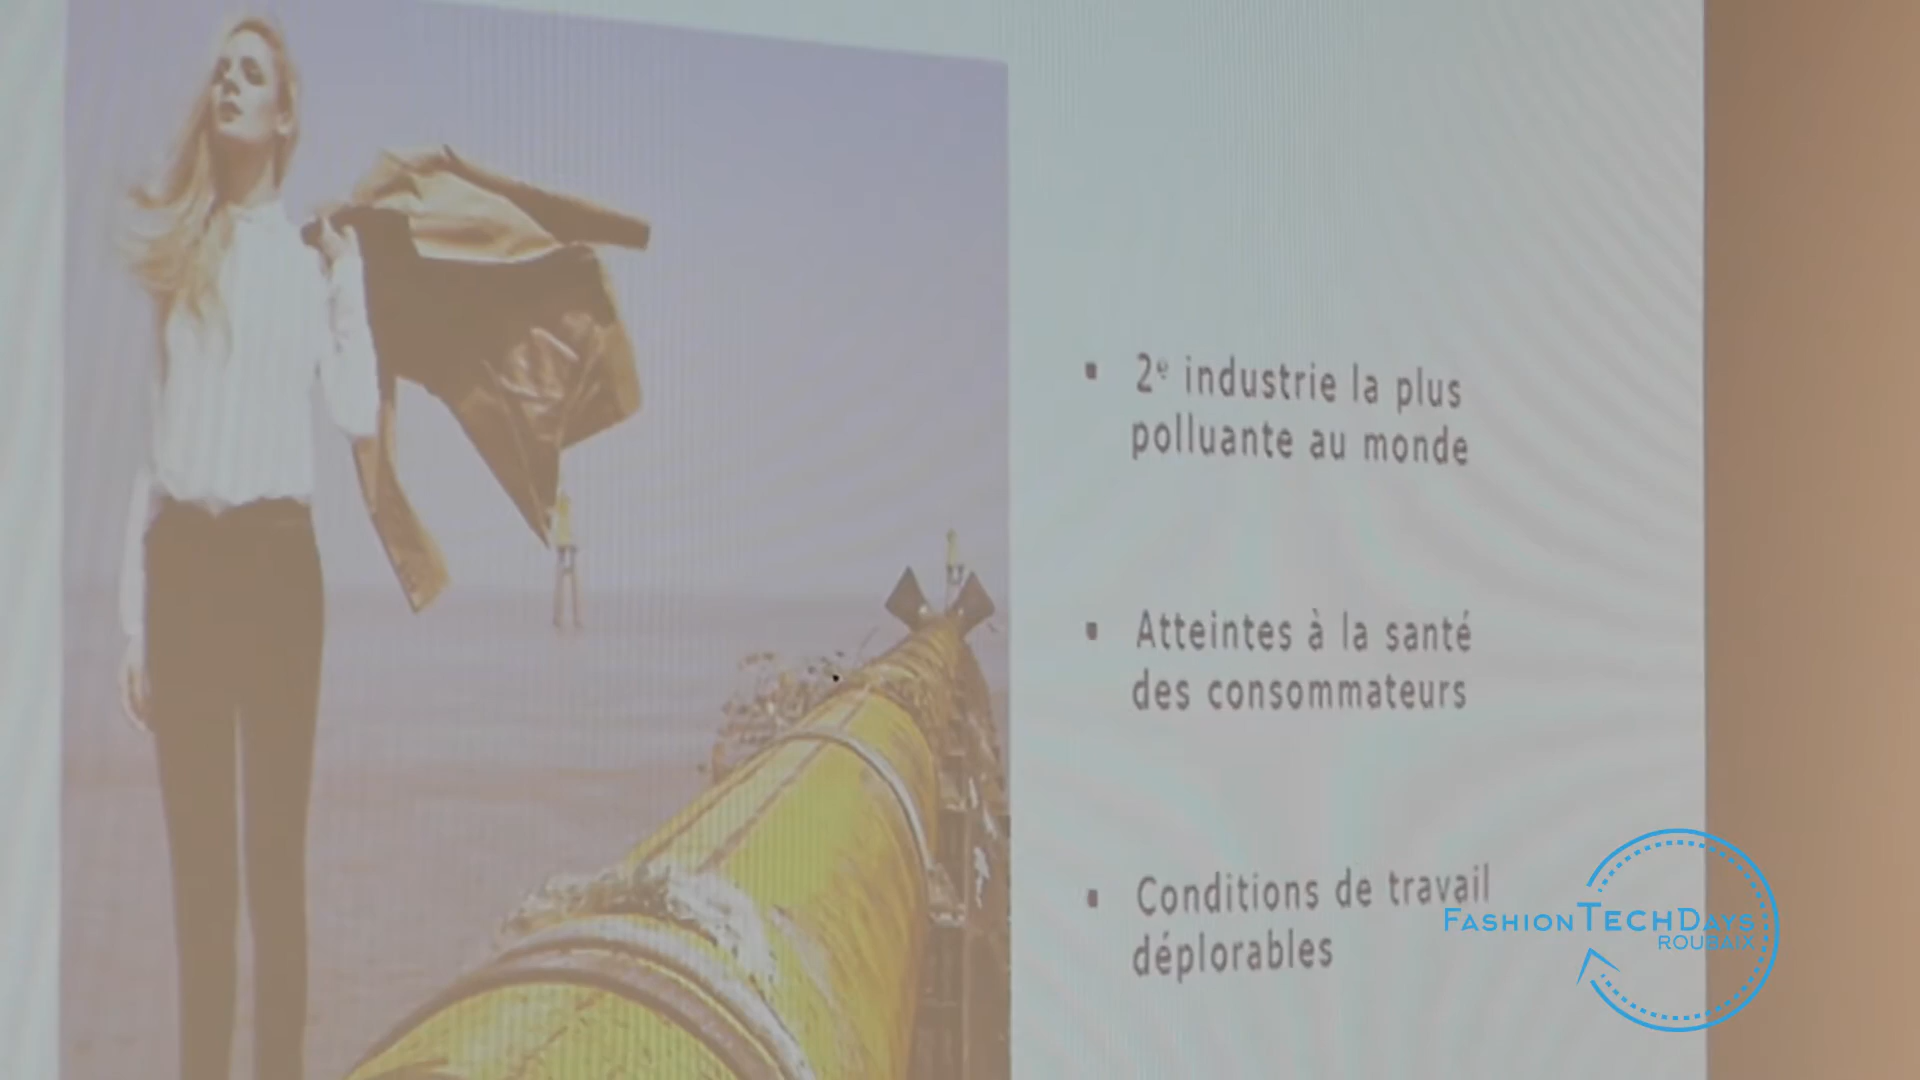 2e industrie la plus
polluante au monde
Atteintes à la santé
des consommateurs
Conditions de travail
déplorables
FASHIONTECHDAYS
ROUBAIX